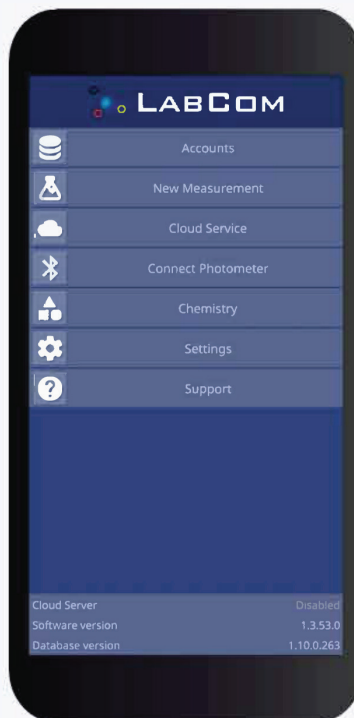 LABCOM
Accounts
New Measurement
Cloud Service
Connect Photometer
Chemistry
Settings
Support
Cloud Server Disabled
Software version 1.3.53.0
Database version 1.10.0.263